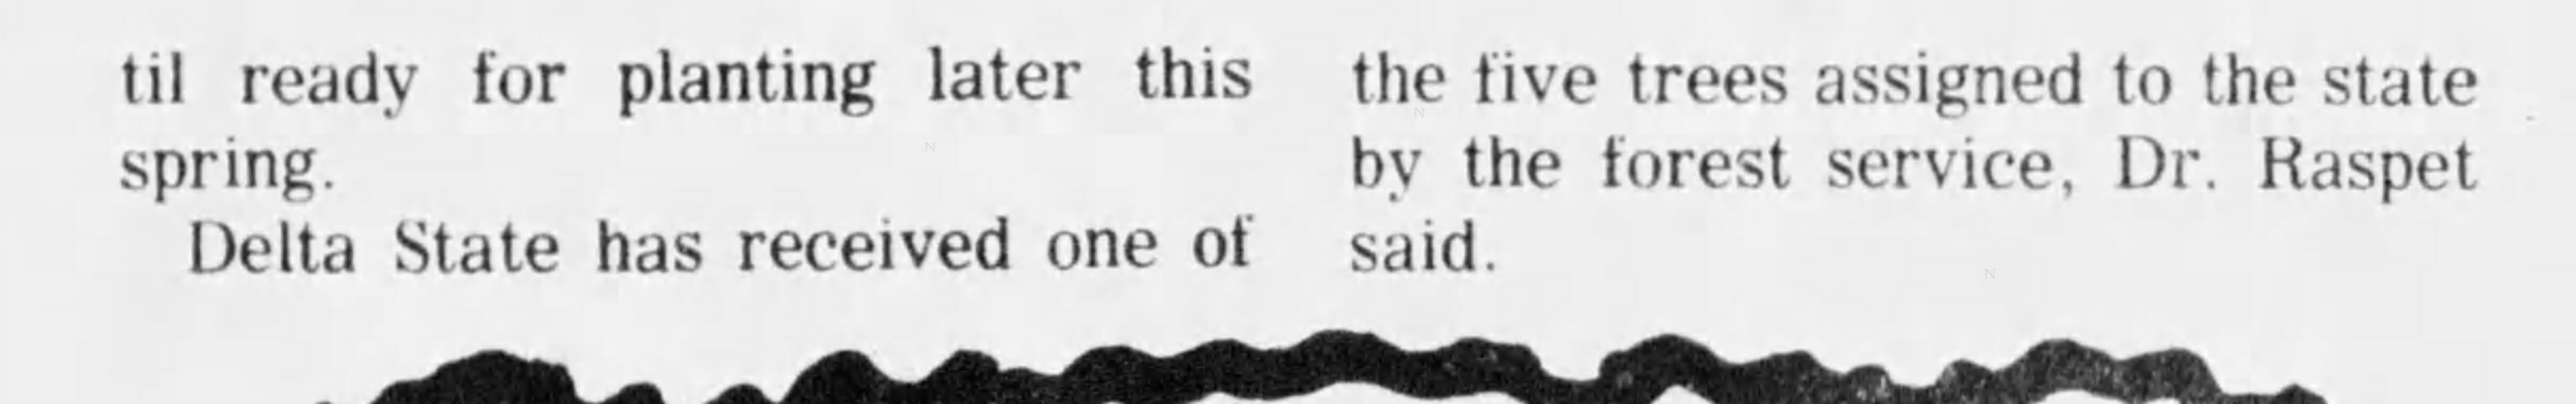 til ready for planting later this
spring.
Delta State has received one of
the five trees assigned to the state
by the forest service, Dr. Raspet
said.